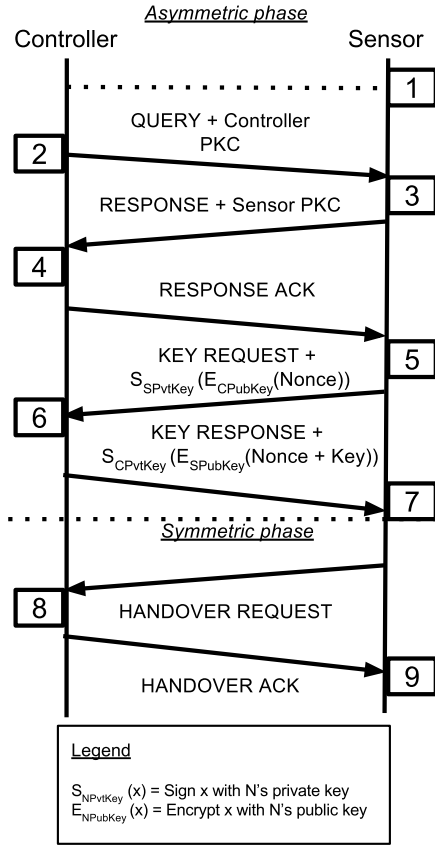 Asymmetric phase
Controller
Sensor
1
QUERY + Controller
PKC
2
3
RESPONSE + Sensor PKC
4
RESPONSE ACK
5
KEY REQUEST +
S_SPvtKey (E_CPubKey(Nonce))
6
KEY RESPONSE +
S_CPvtKey (E_SPubKey(Nonce + Key))
7
Symmetric phase
8
HANDOVER REQUEST
9
HANDOVER ACK
Legend
S_NPvtKey (x) = Sign x with N's private key
E_NPubKey (x) = Encrypt x with N's public key